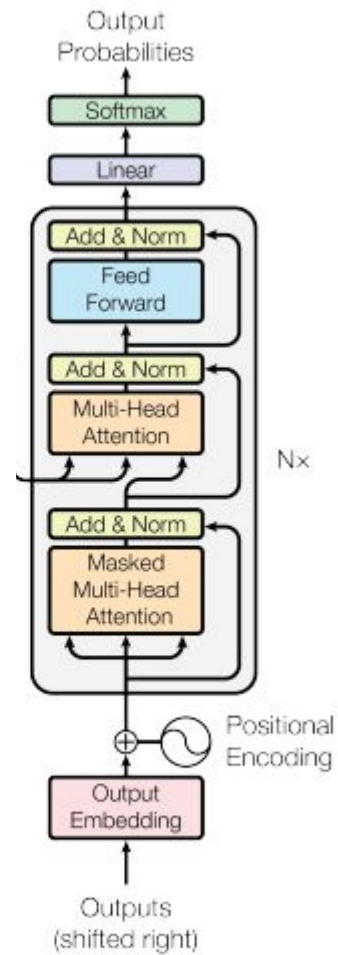 Output
Probabilities
Softmax
Linear
Add & Norm
Feed
Forward
Add & Norm
Multi-Head
Attention
N×
Add & Norm
Masked
Multi-Head
Attention
Positional
Encoding
Output
Embedding
Outputs
(shifted right)